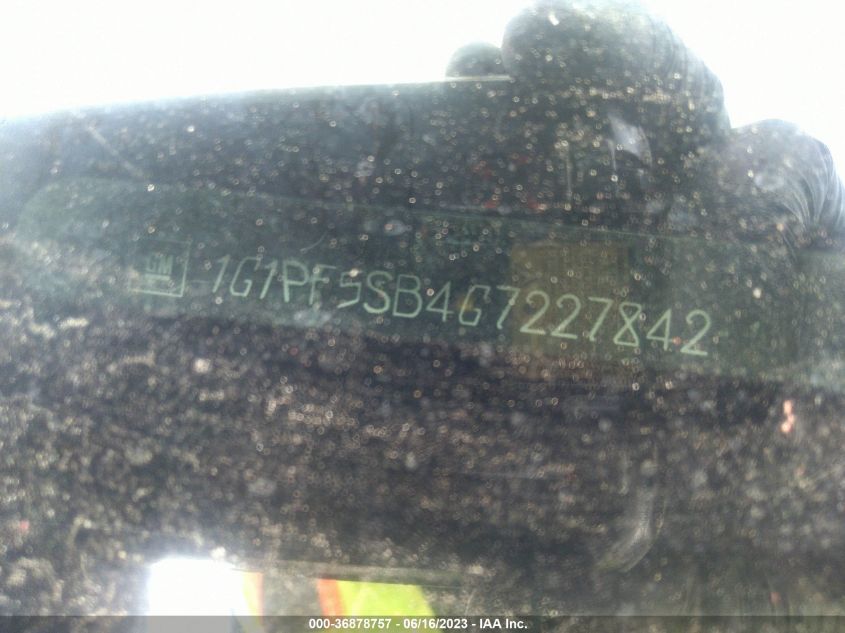 GM
1G1PF5SB4G7227842
000-36878757 - 06/16/2023 - IAA Inc.